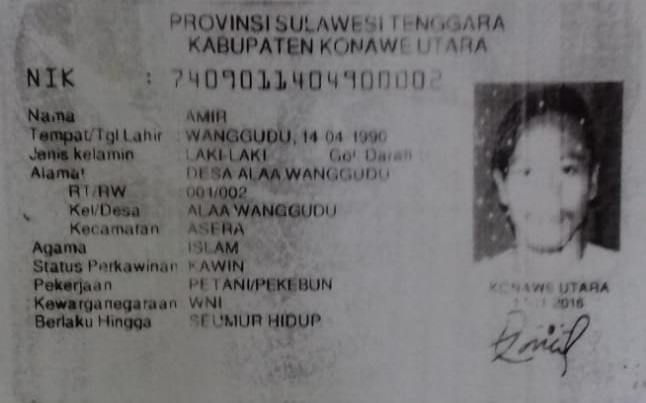 PROVINSI SULAWESI TENGGARA
KABUPATEN KONAWE UTARA
NIK : 7409011404900002
Nama AMIR
Tempat/Tgl Lahir WANGGUDU, 14 04 1990
Jenis kelamin LAKI-LAKI Gol Darah
Alamat DESA ALAA WANGGUDU
RT/RW 001/002
Kel/Desa ALAA WANGGUDU
Kecamatan ASERA
Agama ISLAM
Status Perkawinan KAWIN
Pekerjaan PETANI/PEKEBUN
Kewarganegaraan WNI
Berlaku Hingga SEUMUR HIDUP
KONAWE UTARA
2016